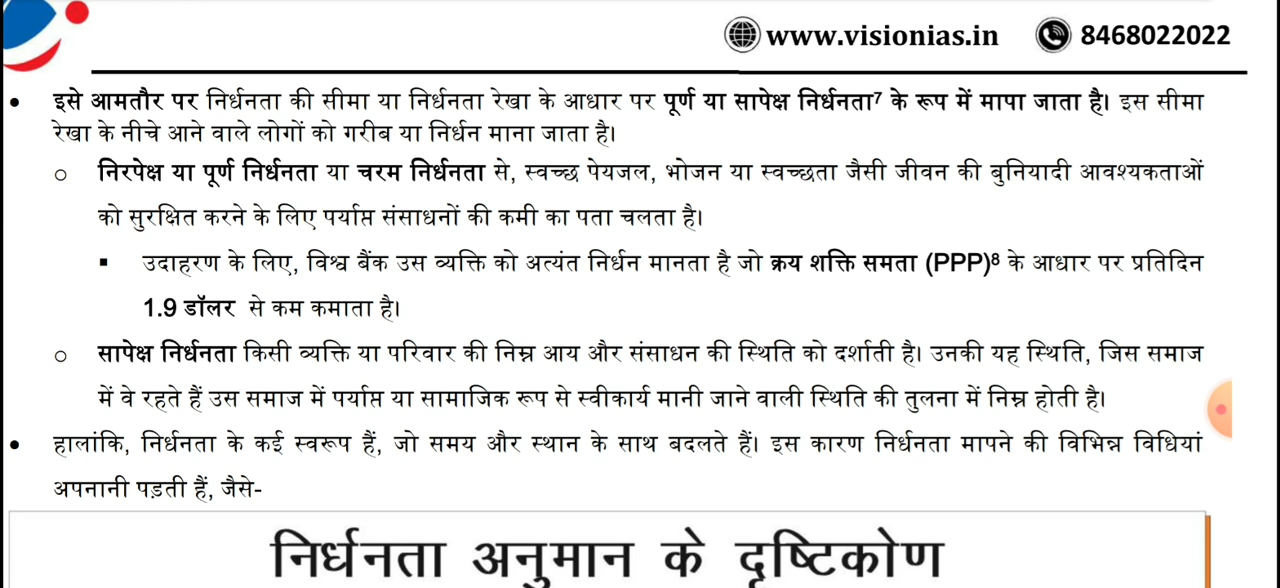 www.visionias.in 8468022022
• इसे आमतौर पर निर्धनता की सीमा या निर्धनता रेखा के आधार पर पूर्ण या सापेक्ष निर्धनता⁷ के रूप में मापा जाता है। इस सीमा
रेखा के नीचे आने वाले लोगों को गरीब या निर्धन माना जाता है।
○ निरपेक्ष या पूर्ण निर्धनता या चरम निर्धनता से, स्वच्छ पेयजल, भोजन या स्वच्छता जैसी जीवन की बुनियादी आवश्यकताओं
को सुरक्षित करने के लिए पर्याप्त संसाधनों की कमी का पता चलता है।
▪ उदाहरण के लिए, विश्व बैंक उस व्यक्ति को अत्यंत निर्धन मानता है जो क्रय शक्ति समता (PPP)⁸ के आधार पर प्रतिदिन
1.9 डॉलर से कम कमाता है।
○ सापेक्ष निर्धनता किसी व्यक्ति या परिवार की निम्न आय और संसाधन की स्थिति को दर्शाती है। उनकी यह स्थिति, जिस समाज
में वे रहते हैं उस समाज में पर्याप्त या सामाजिक रूप से स्वीकार्य मानी जाने वाली स्थिति की तुलना में निम्न होती है।
• हालांकि, निर्धनता के कई स्वरूप हैं, जो समय और स्थान के साथ बदलते हैं। इस कारण निर्धनता मापने की विभिन्न विधियां
अपनानी पड़ती हैं, जैसे-
निर्धनता अनुमान के दृष्टिकोण